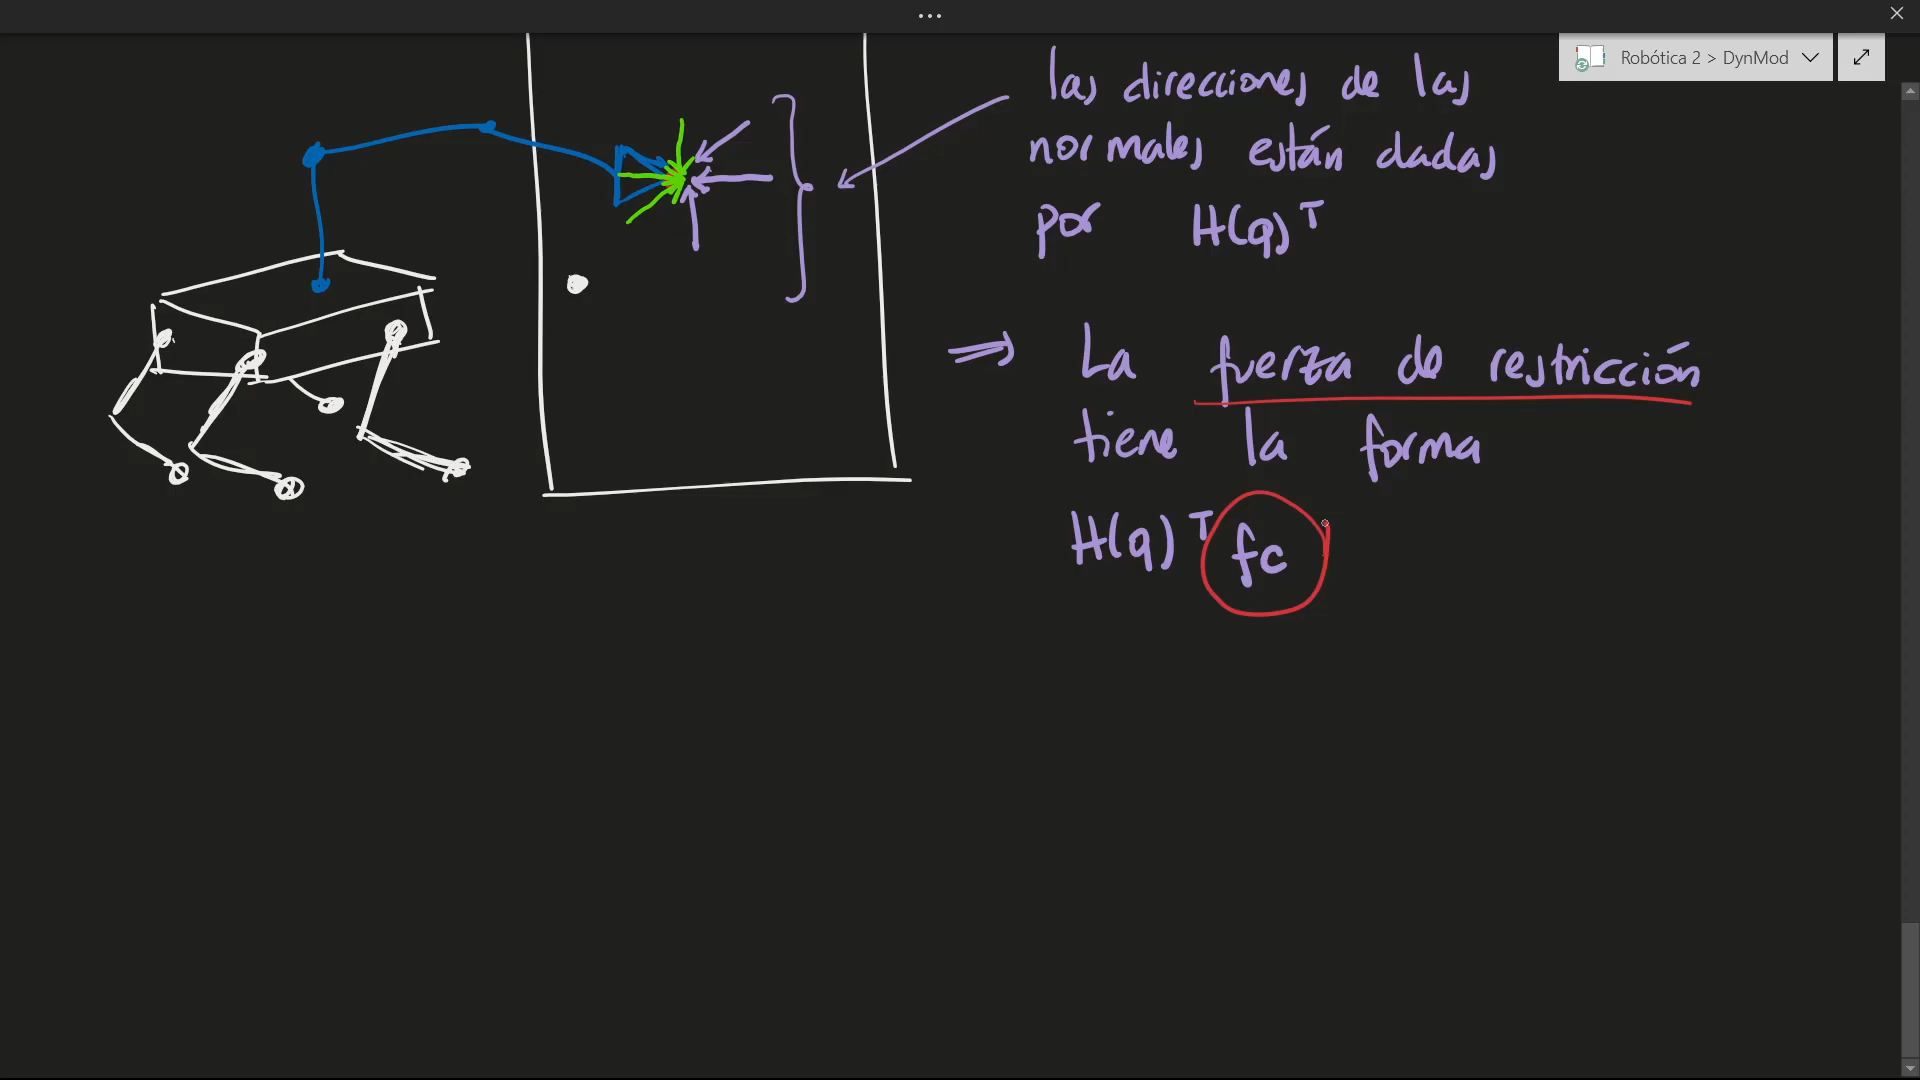 ...
Robótica 2 > DynMod
las direcciones de las
normales están dadas
por H(q)ᵀ
⇒ La fuerza de restricción
tiene la forma
H(q)ᵀ fc